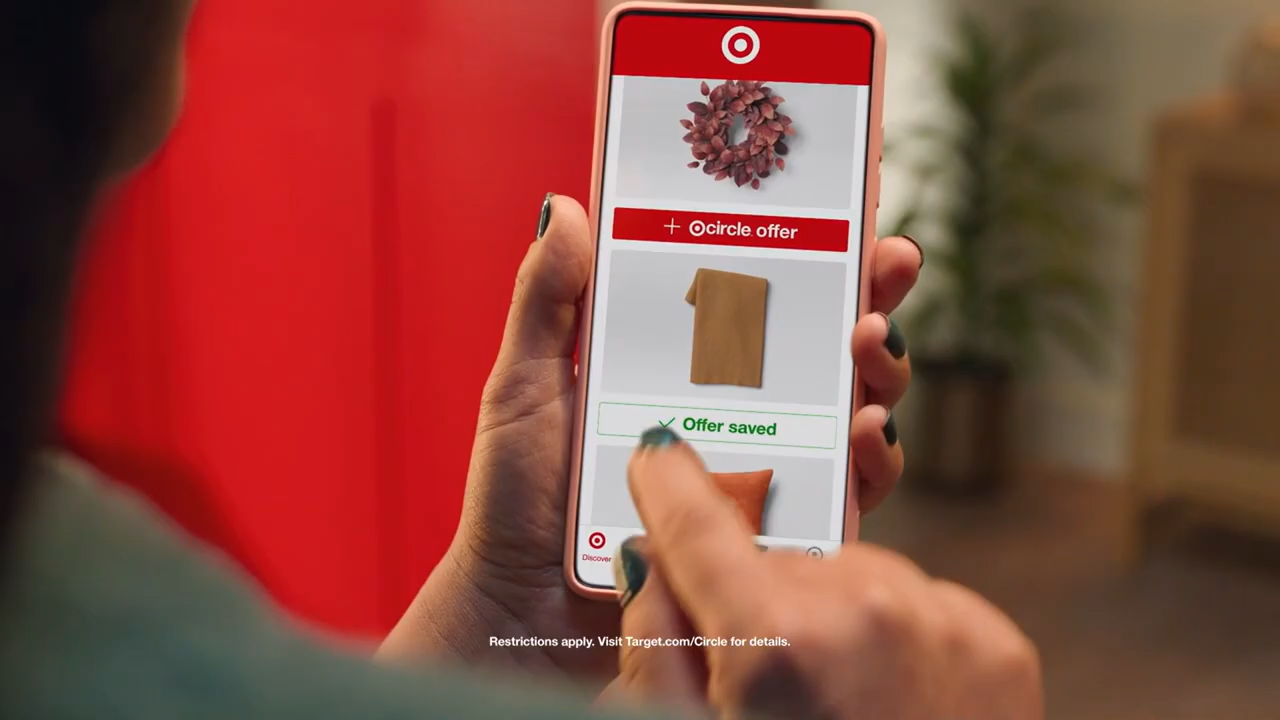 circle offer
Offer saved
Discover
Restrictions apply. Visit Target.com/Circle for details.